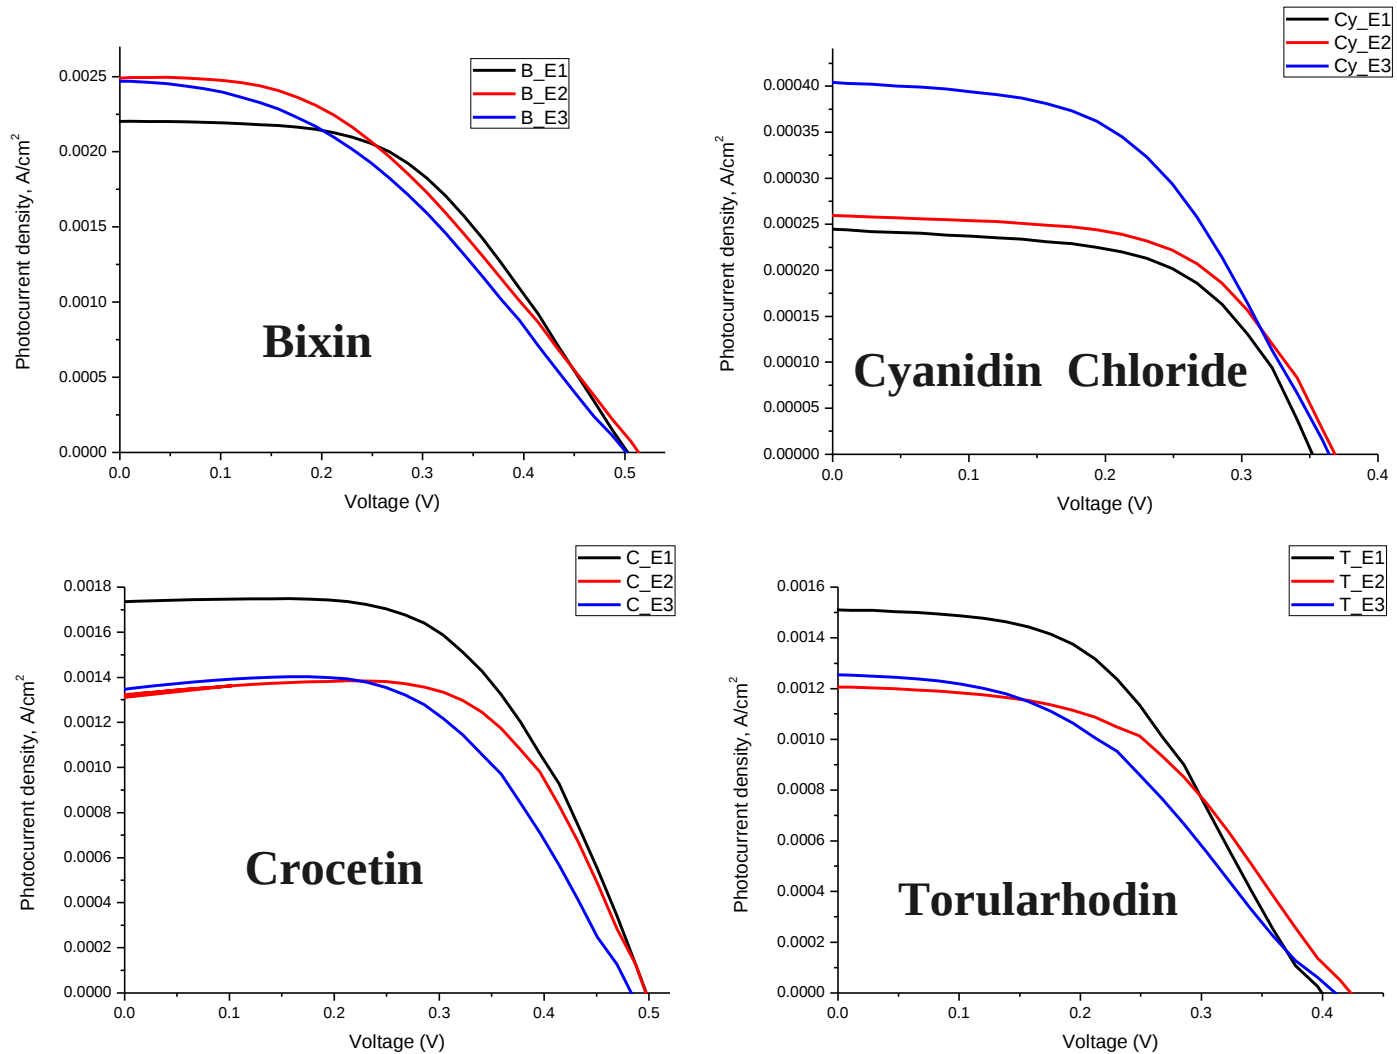 B_E1
B_E2
B_E3
0.0025
0.0020
0.0015
0.0010
0.0005
0.0000
Photocurrent density, A/cm²
Bixin
0.0 0.1 0.2 0.3 0.4 0.5
Voltage (V)
Cy_E1
Cy_E2
Cy_E3
0.00040
0.00035
0.00030
0.00025
0.00020
0.00015
0.00010
0.00005
0.00000
Photocurrent density, A/cm²
Cyanidin Chloride
0.0 0.1 0.2 0.3 0.4
Voltage (V)
C_E1
C_E2
C_E3
0.0018
0.0016
0.0014
0.0012
0.0010
0.0008
0.0006
0.0004
0.0002
0.0000
Photocurrent density, A/cm²
Crocetin
0.0 0.1 0.2 0.3 0.4 0.5
Voltage (V)
T_E1
T_E2
T_E3
0.0016
0.0014
0.0012
0.0010
0.0008
0.0006
0.0004
0.0002
0.0000
Photocurrent density, A/cm²
Torularhodin
0.0 0.1 0.2 0.3 0.4
Voltage (V)